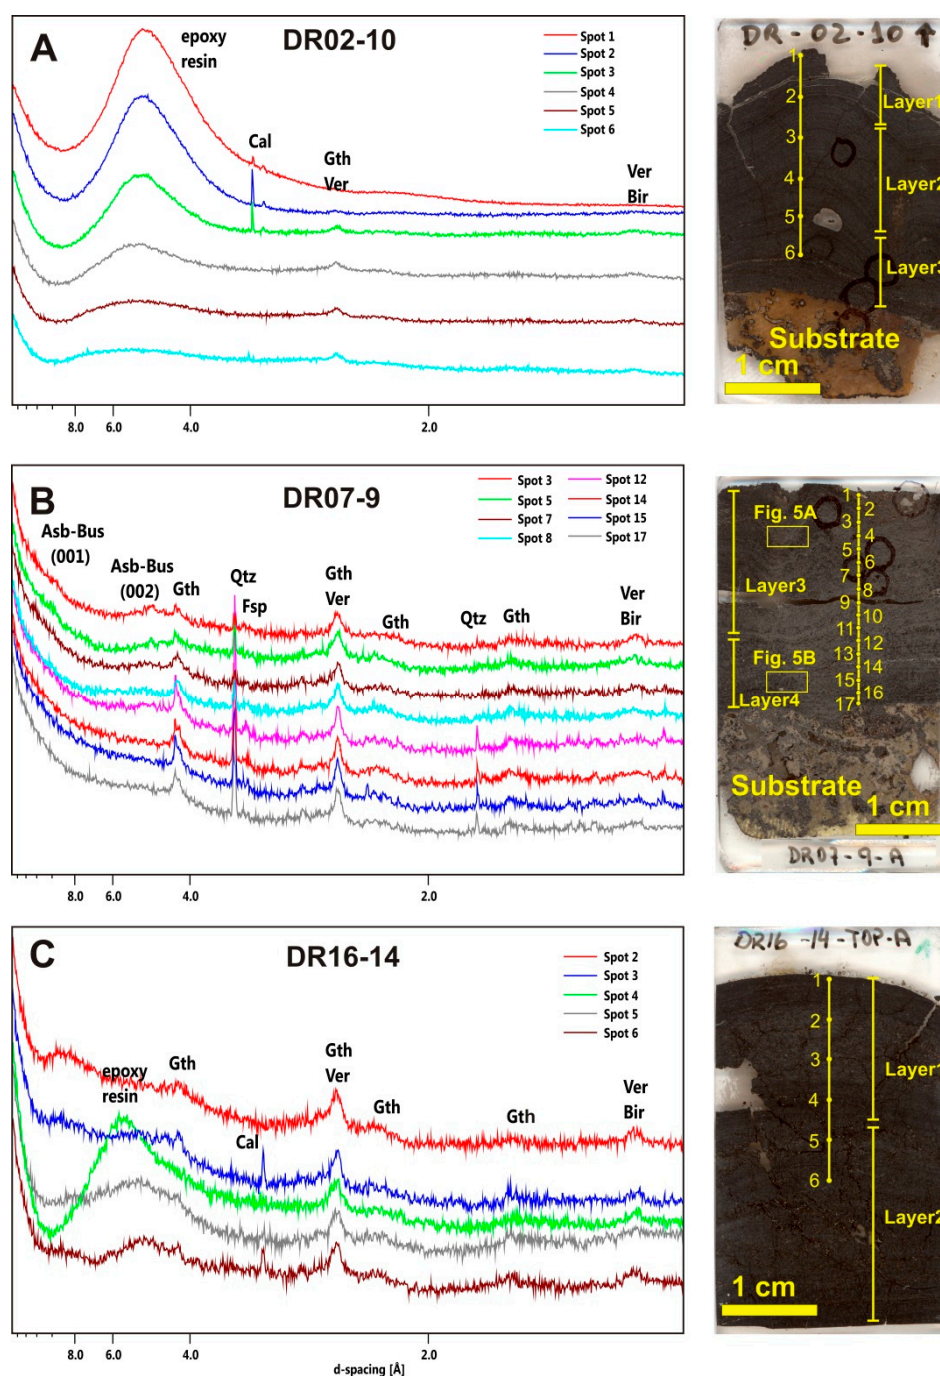 A
DR02-10
epoxy
resin
Spot 1
Spot 2
Spot 3
Spot 4
Spot 5
Spot 6
Cal
Gth
Ver
Ver
Bir
8.0 6.0 4.0 2.0
DR-02-10 ↑
1
2
3
4
5
6
Layer1
Layer2
Layer3
Substrate
1 cm
B
DR07-9
Spot 3 Spot 12
Spot 5 Spot 14
Spot 7 Spot 15
Spot 8 Spot 17
Asb-Bus
(001)
Asb-Bus
(002)
Gth
Qtz
Fsp
Gth
Ver
Gth
Qtz
Gth
Ver
Bir
8.0 6.0 4.0 2.0
Fig. 5A
Layer3
Fig. 5B
Layer4
1
2
3
4
5
6
7
8
9
10
11
12
13
14
15
16
17
Substrate
1 cm
DR07-9-A
C
DR16-14
Spot 2
Spot 3
Spot 4
Spot 5
Spot 6
epoxy
resin
Gth
Cal
Gth
Ver
Gth
Gth
Ver
Bir
8.0 6.0 4.0 2.0
d-spacing [Å]
DR16-14-TOP-A
1
2
3
4
5
6
Layer1
Layer2
1 cm